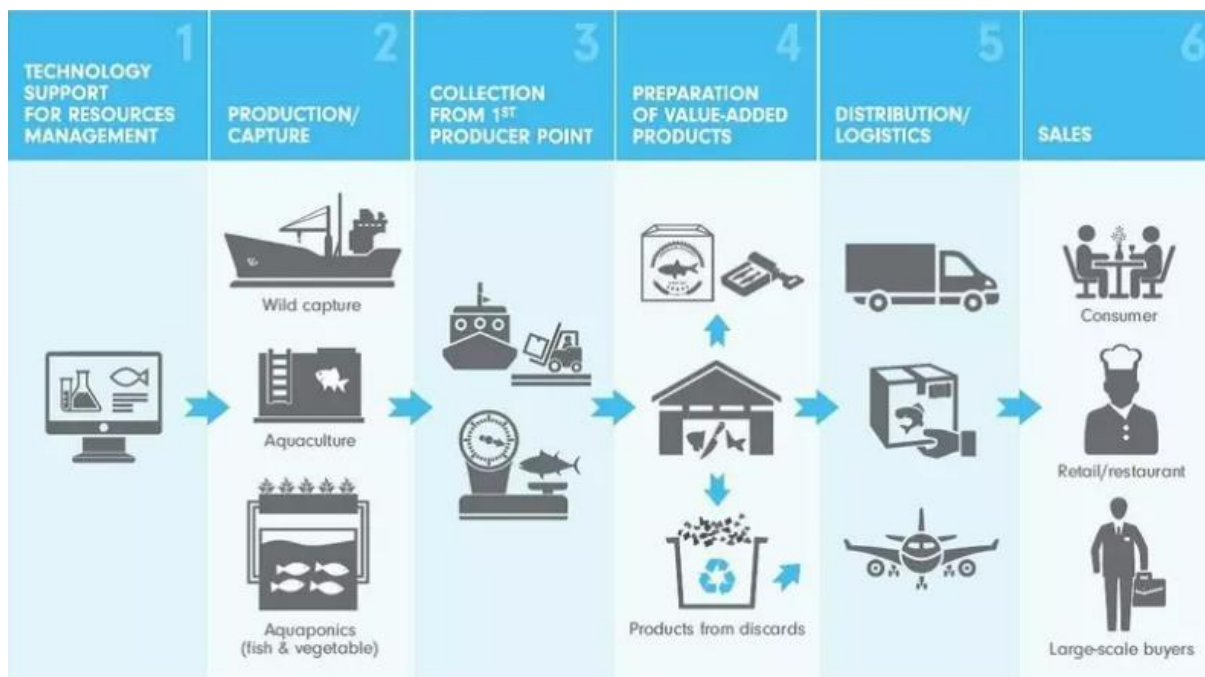 1
TECHNOLOGY
SUPPORT
FOR RESOURCES
MANAGEMENT
2
PRODUCTION/
CAPTURE
3
COLLECTION
FROM 1ST
PRODUCER POINT
4
PREPARATION
OF VALUE-ADDED
PRODUCTS
5
DISTRIBUTION/
LOGISTICS
6
SALES
Wild capture
Aquaculture
Aquaponics
(fish & vegetable)
Products from discards
Consumer
Retail/restaurant
Large-scale buyers